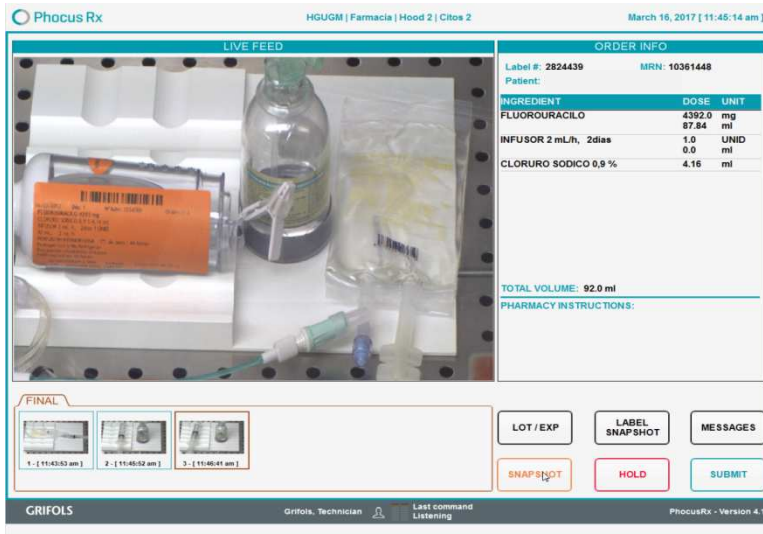 Phocus Rx
HGUGM | Farmacia | Hood 2 | Citos 2
March 16, 2017 [ 11:45:14 am ]
LIVE FEED
ORDER INFO
Label #: 2824439 MRN: 10361448
Patient:
INGREDIENT DOSE UNIT
FLUOROURACILO 4392.0 mg
87.84 ml
INFUSOR 2 mL/h, 2dias 1.0 UNID
0.0 ml
CLORURO SODICO 0,9 % 4.16 ml
TOTAL VOLUME: 92.0 ml
PHARMACY INSTRUCTIONS:
FINAL
1 - [ 11:43:53 am ] 2 - [ 11:45:52 am ] 3 - [ 11:46:41 am ]
LOT / EXP
LABEL
SNAPSHOT
MESSAGES
SNAPSHOT
HOLD
SUBMIT
GRIFOLS
Grifols, Technician
Last command
Listening
PhocusRx - Version 4.1